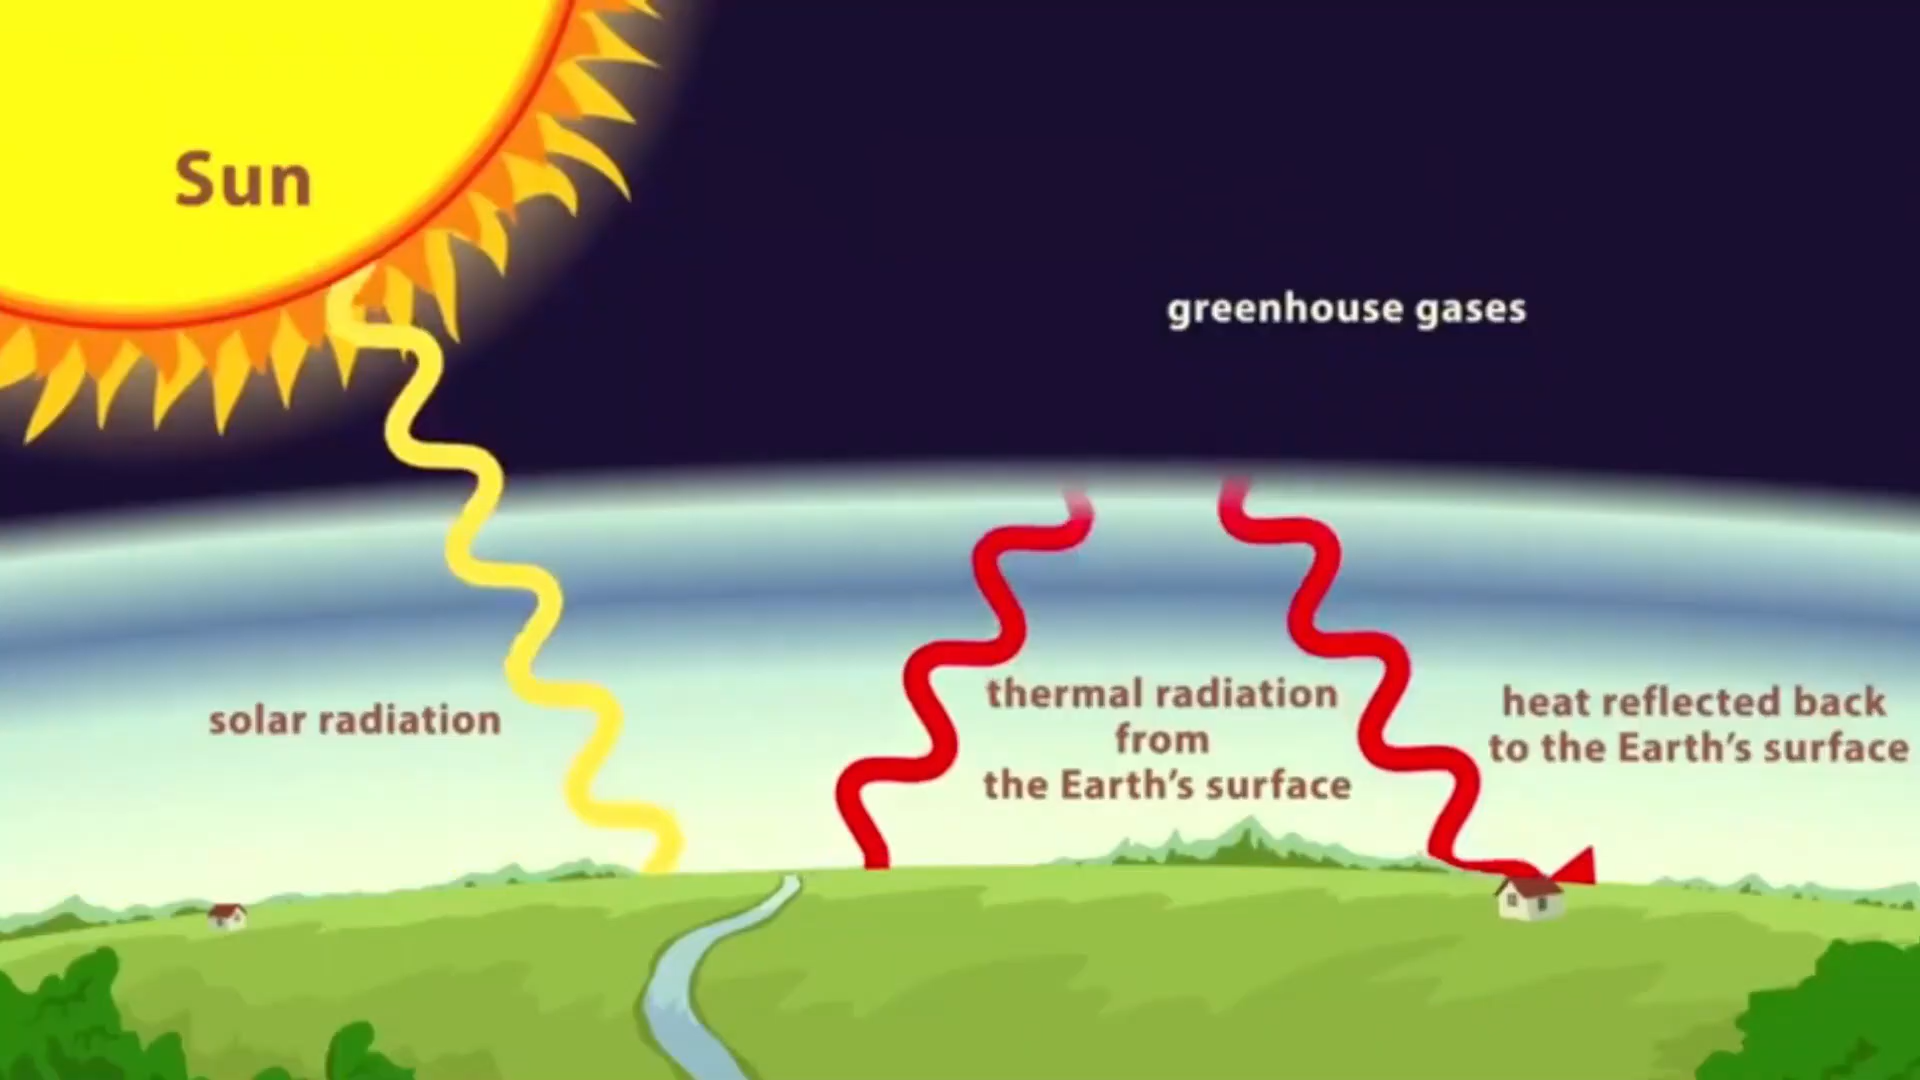 Sun
greenhouse gases
solar radiation
thermal radiation
from
the Earth's surface
heat reflected back
to the Earth's surface